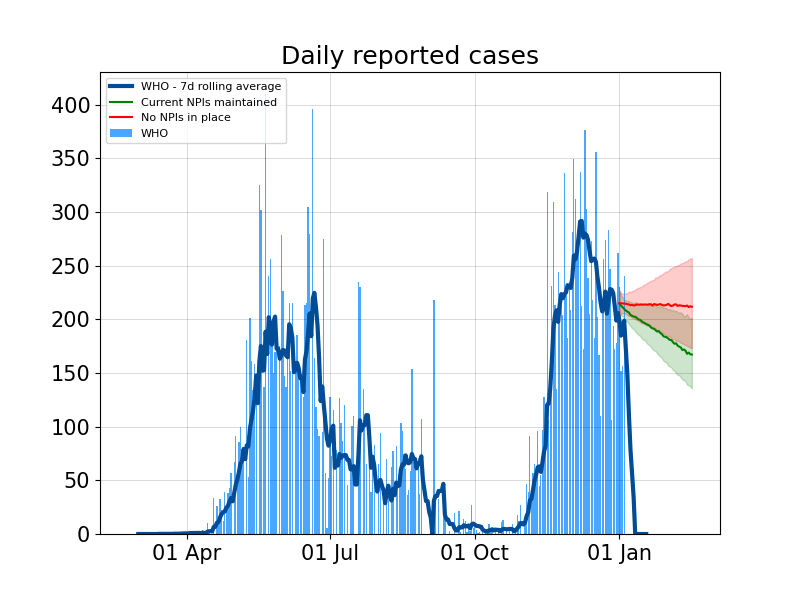 Daily reported cases
WHO - 7d rolling average
Current NPIs maintained
No NPIs in place
WHO
400
350
300
250
200
150
100
50
0
01 Apr
01 Jul
01 Oct
01 Jan